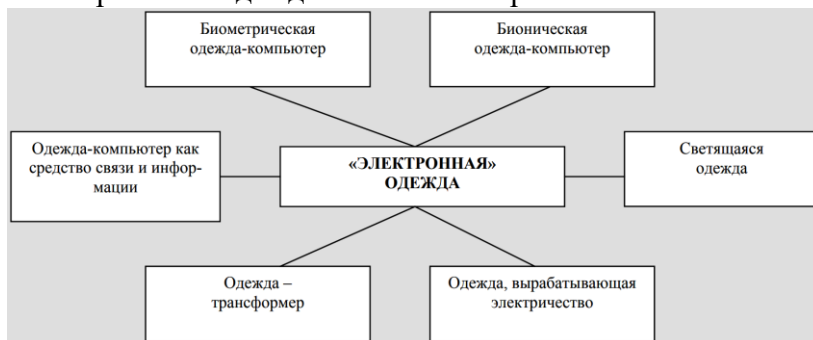 Биометрическая
одежда-компьютер
Бионическая
одежда-компьютер
Одежда-компьютер как
средство связи и инфор-
мации
«ЭЛЕКТРОННАЯ»
ОДЕЖДА
Светящаяся
одежда
Одежда –
трансформер
Одежда, вырабатывающая
электричество